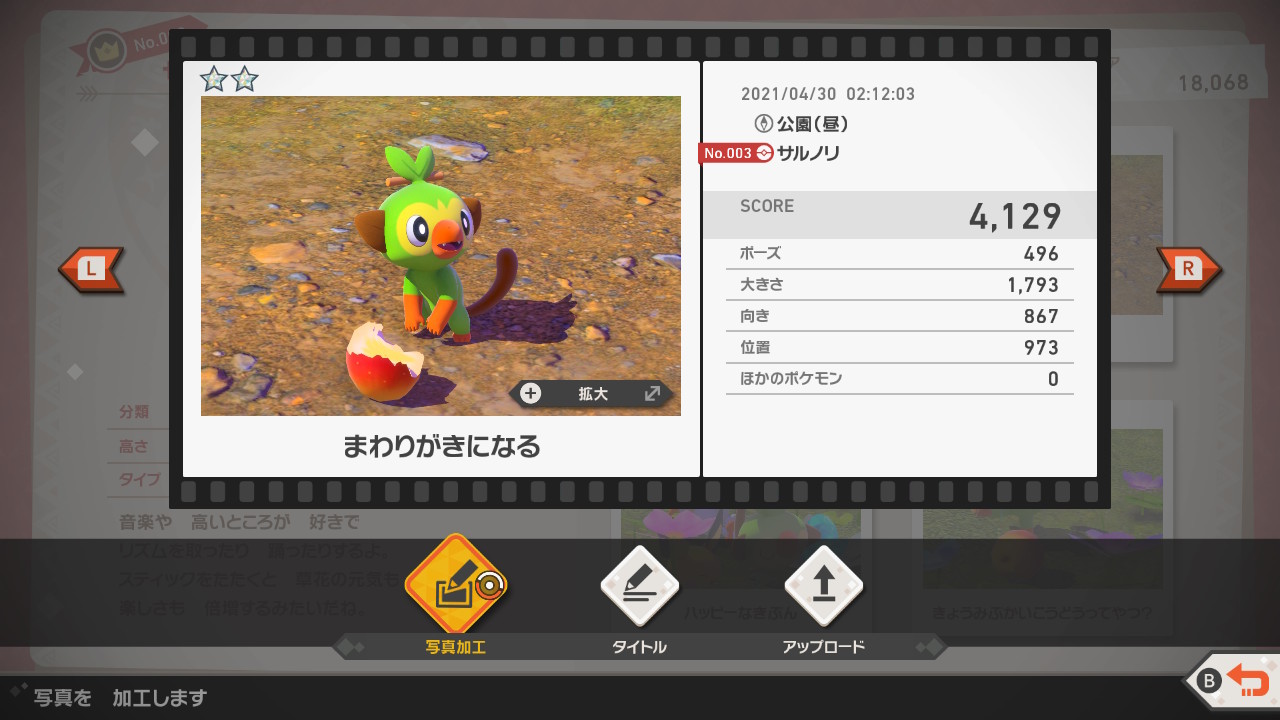 No.0
18,068
2021/04/30 02:12:03
公園(昼)
No.003 サルノリ
SCORE 4,129
ポーズ 496
大きさ 1,793
向き 867
位置 973
ほかのポケモン 0
L
R
+ 拡大
まわりがきになる
分類
高さ
タイプ
音楽や 高いところが 好きで
リズムを取ったり 踊ったりするよ。
スティックをたたくと 草花の元気も
楽しさも 倍増するみたいだね。
ハッピーなきぶん
きょうみぶかいこうどうってやつ?
写真加工
タイトル
アップロード
写真を 加工します
B